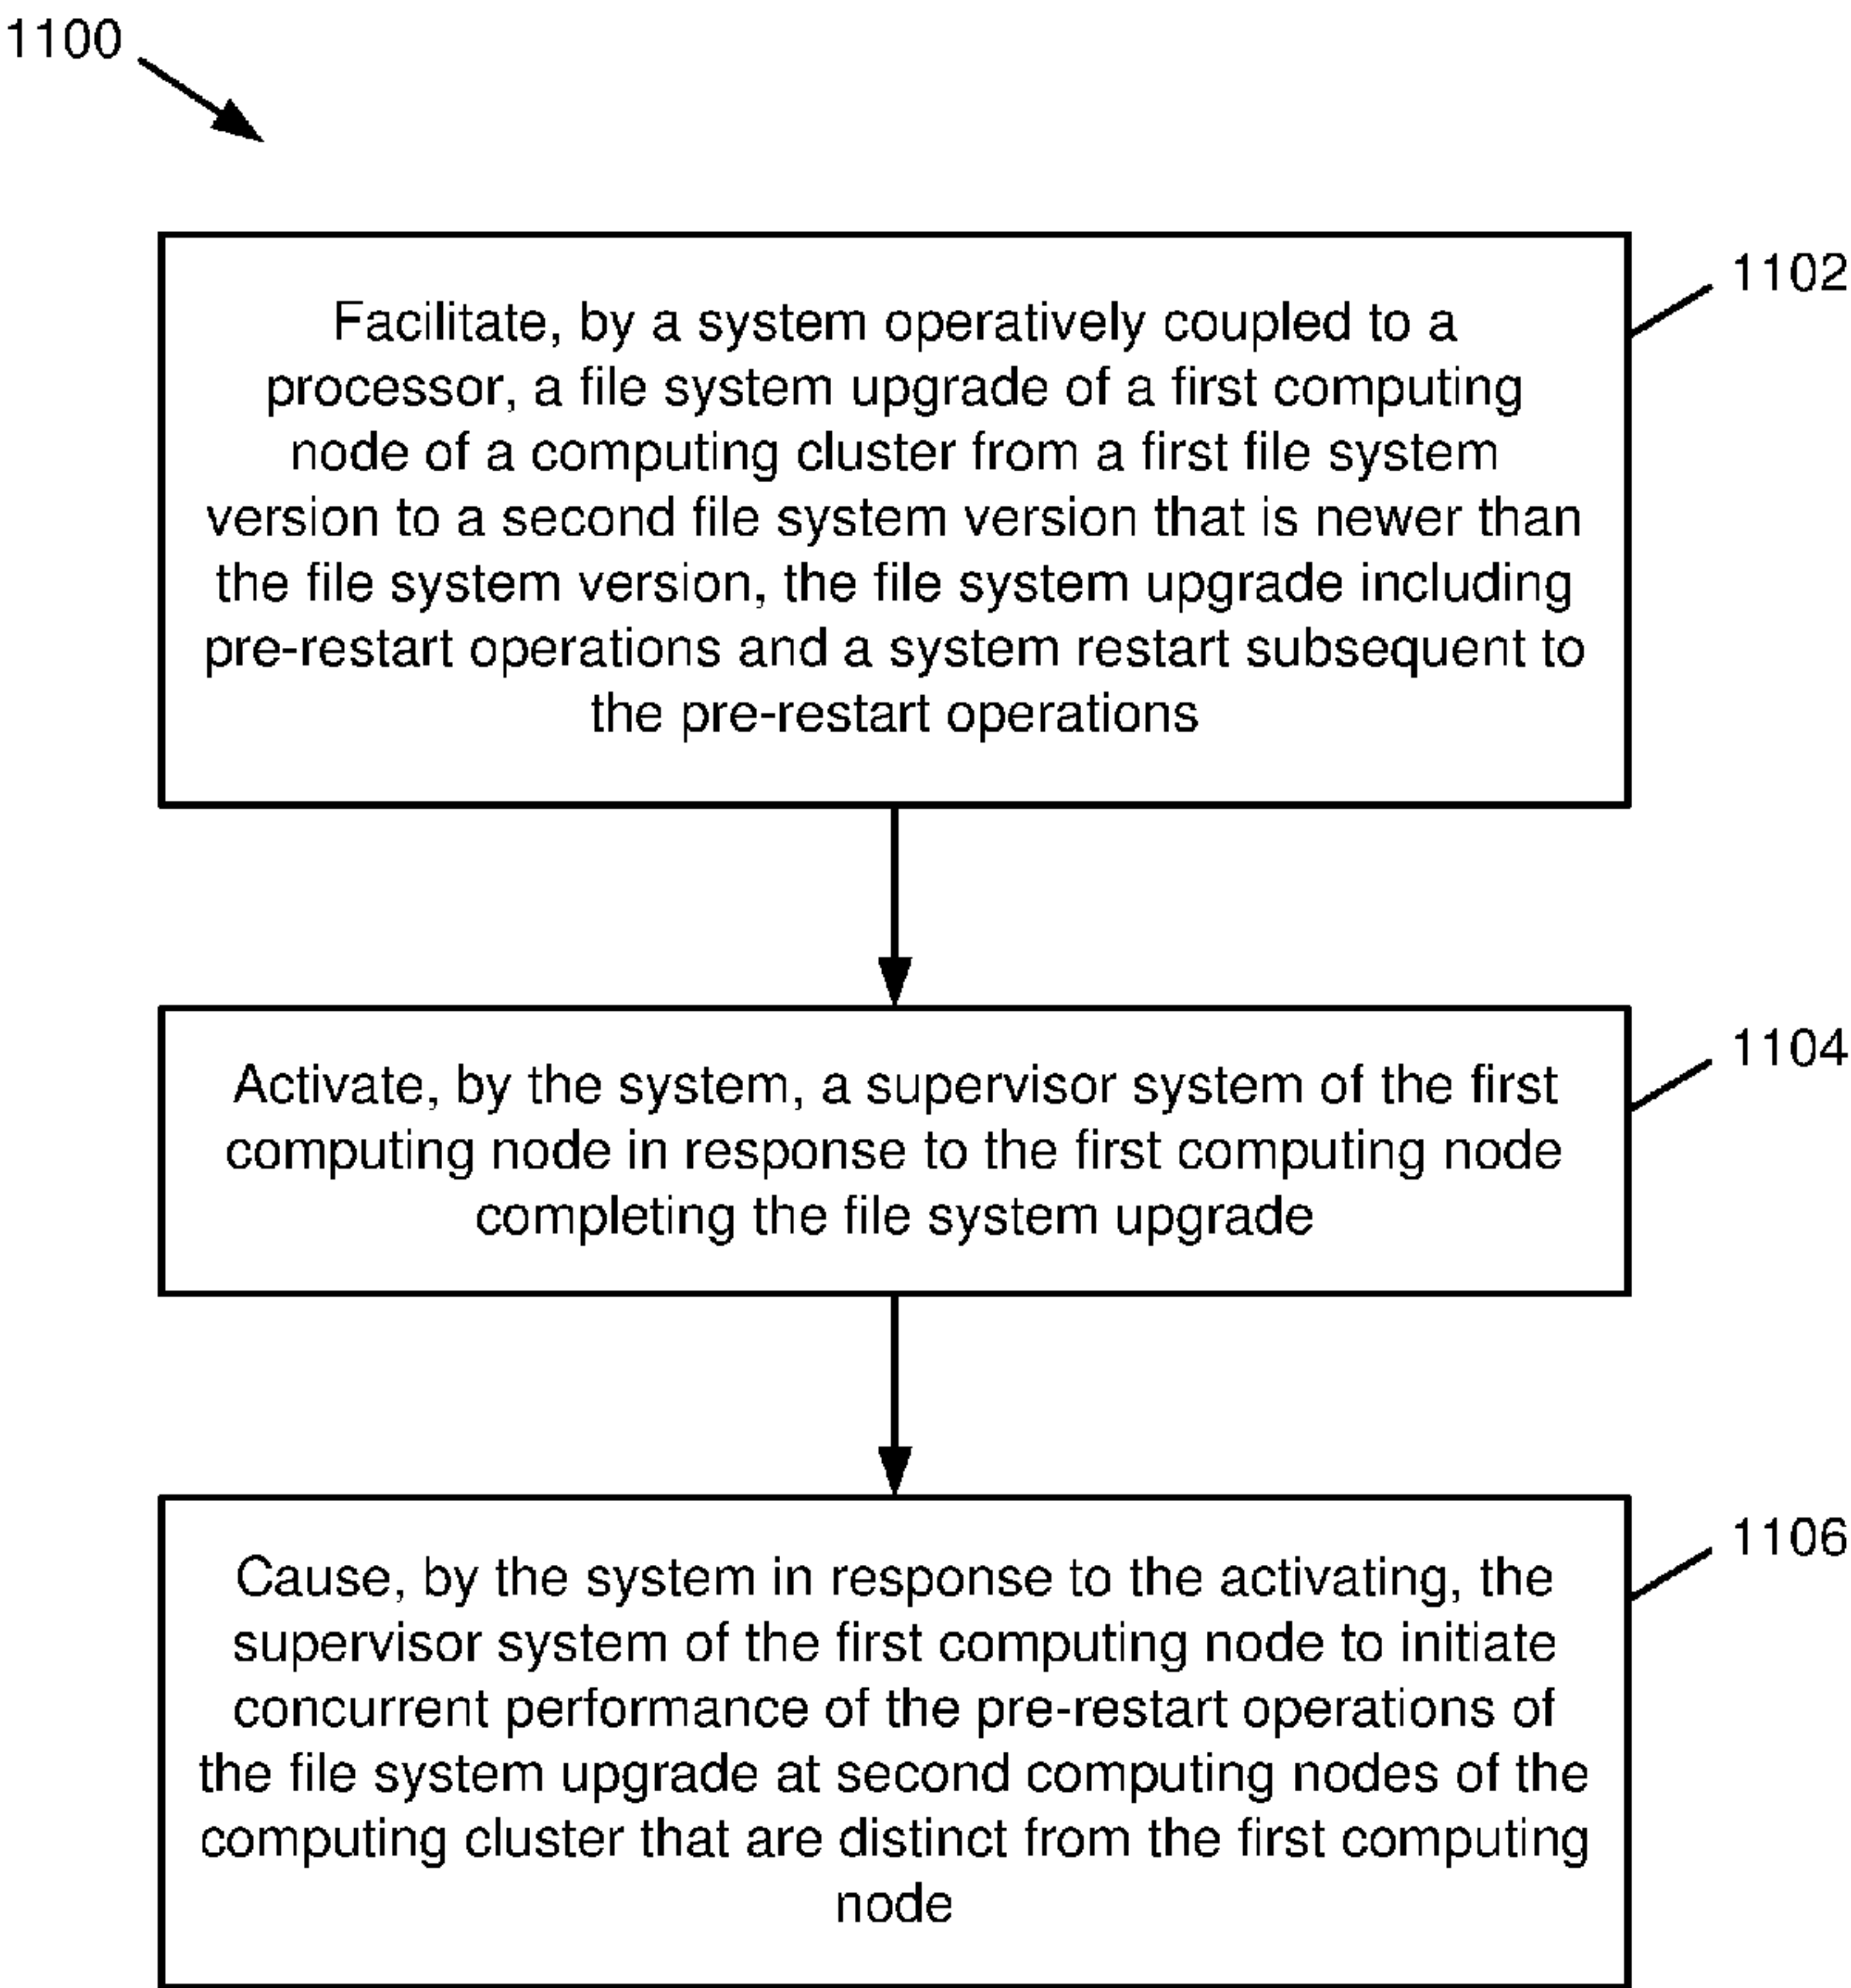 1100
1102
Facilitate, by a system operatively coupled to a
processor, a file system upgrade of a first computing
node of a computing cluster from a first file system
version to a second file system version that is newer than
the file system version, the file system upgrade including
pre-restart operations and a system restart subsequent to
the pre-restart operations
1104
Activate, by the system, a supervisor system of the first
computing node in response to the first computing node
completing the file system upgrade
1106
Cause, by the system in response to the activating, the
supervisor system of the first computing node to initiate
concurrent performance of the pre-restart operations of
the file system upgrade at second computing nodes of the
computing cluster that are distinct from the first computing
node